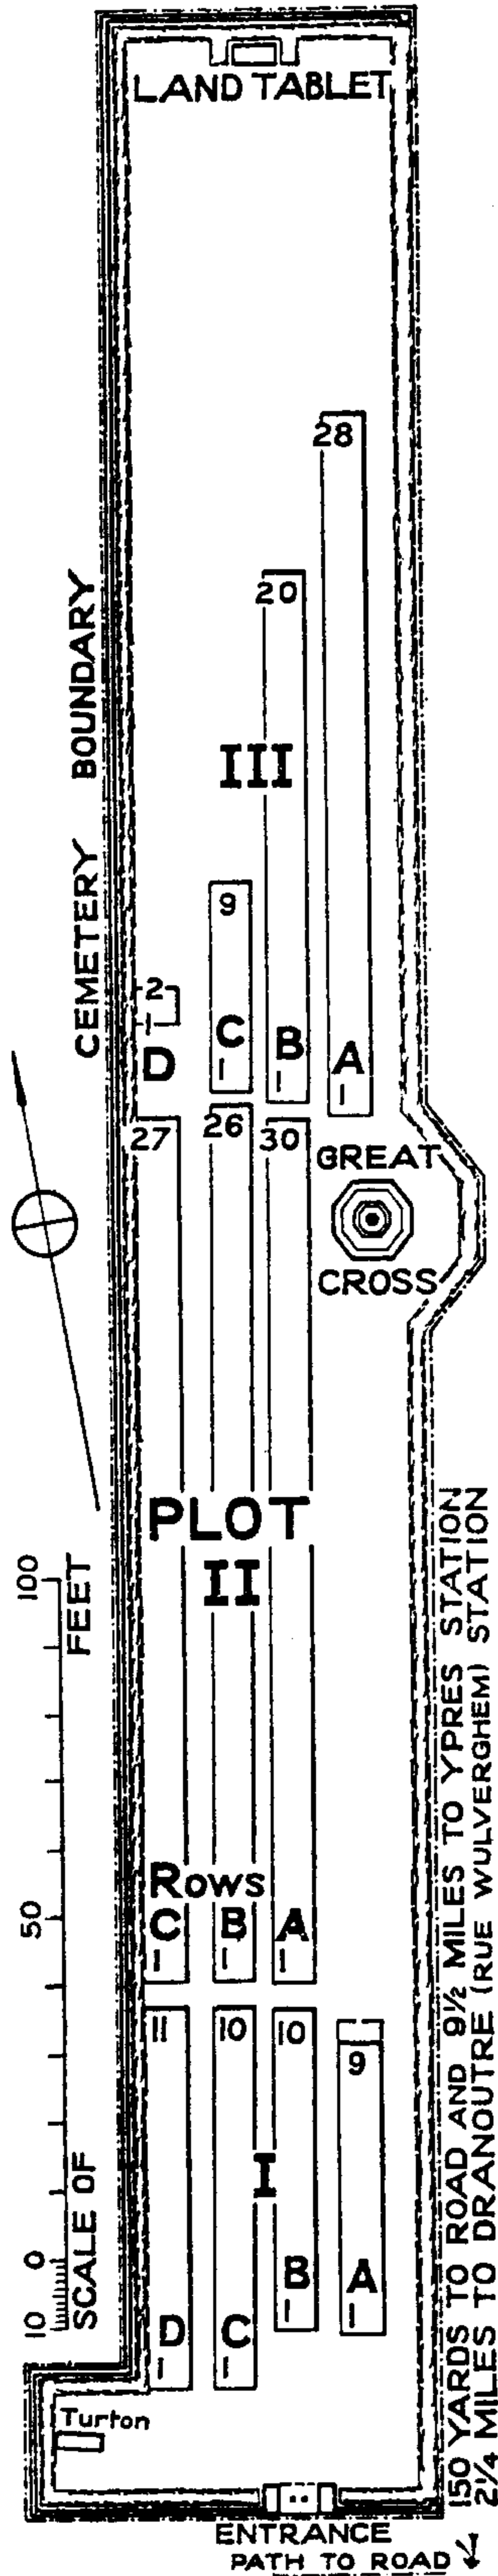 LAND TABLET
28
20
III
9
2
1
D
C
1
B
1
A
1
CEMETERY BOUNDARY
27
26
30
GREAT
CROSS
PLOT
II
ROWS
C
B
A
1
1
1
11
10
10
9
I
D
1
C
1
B
1
A
1
SCALE OF FEET
10 0 50 100
Turton
150 YARDS TO ROAD AND 9½ MILES TO YPRES STATION
2¼ MILES TO DRANOUTRE (RUE WULVERGHEM) STATION
ENTRANCE
PATH TO ROAD